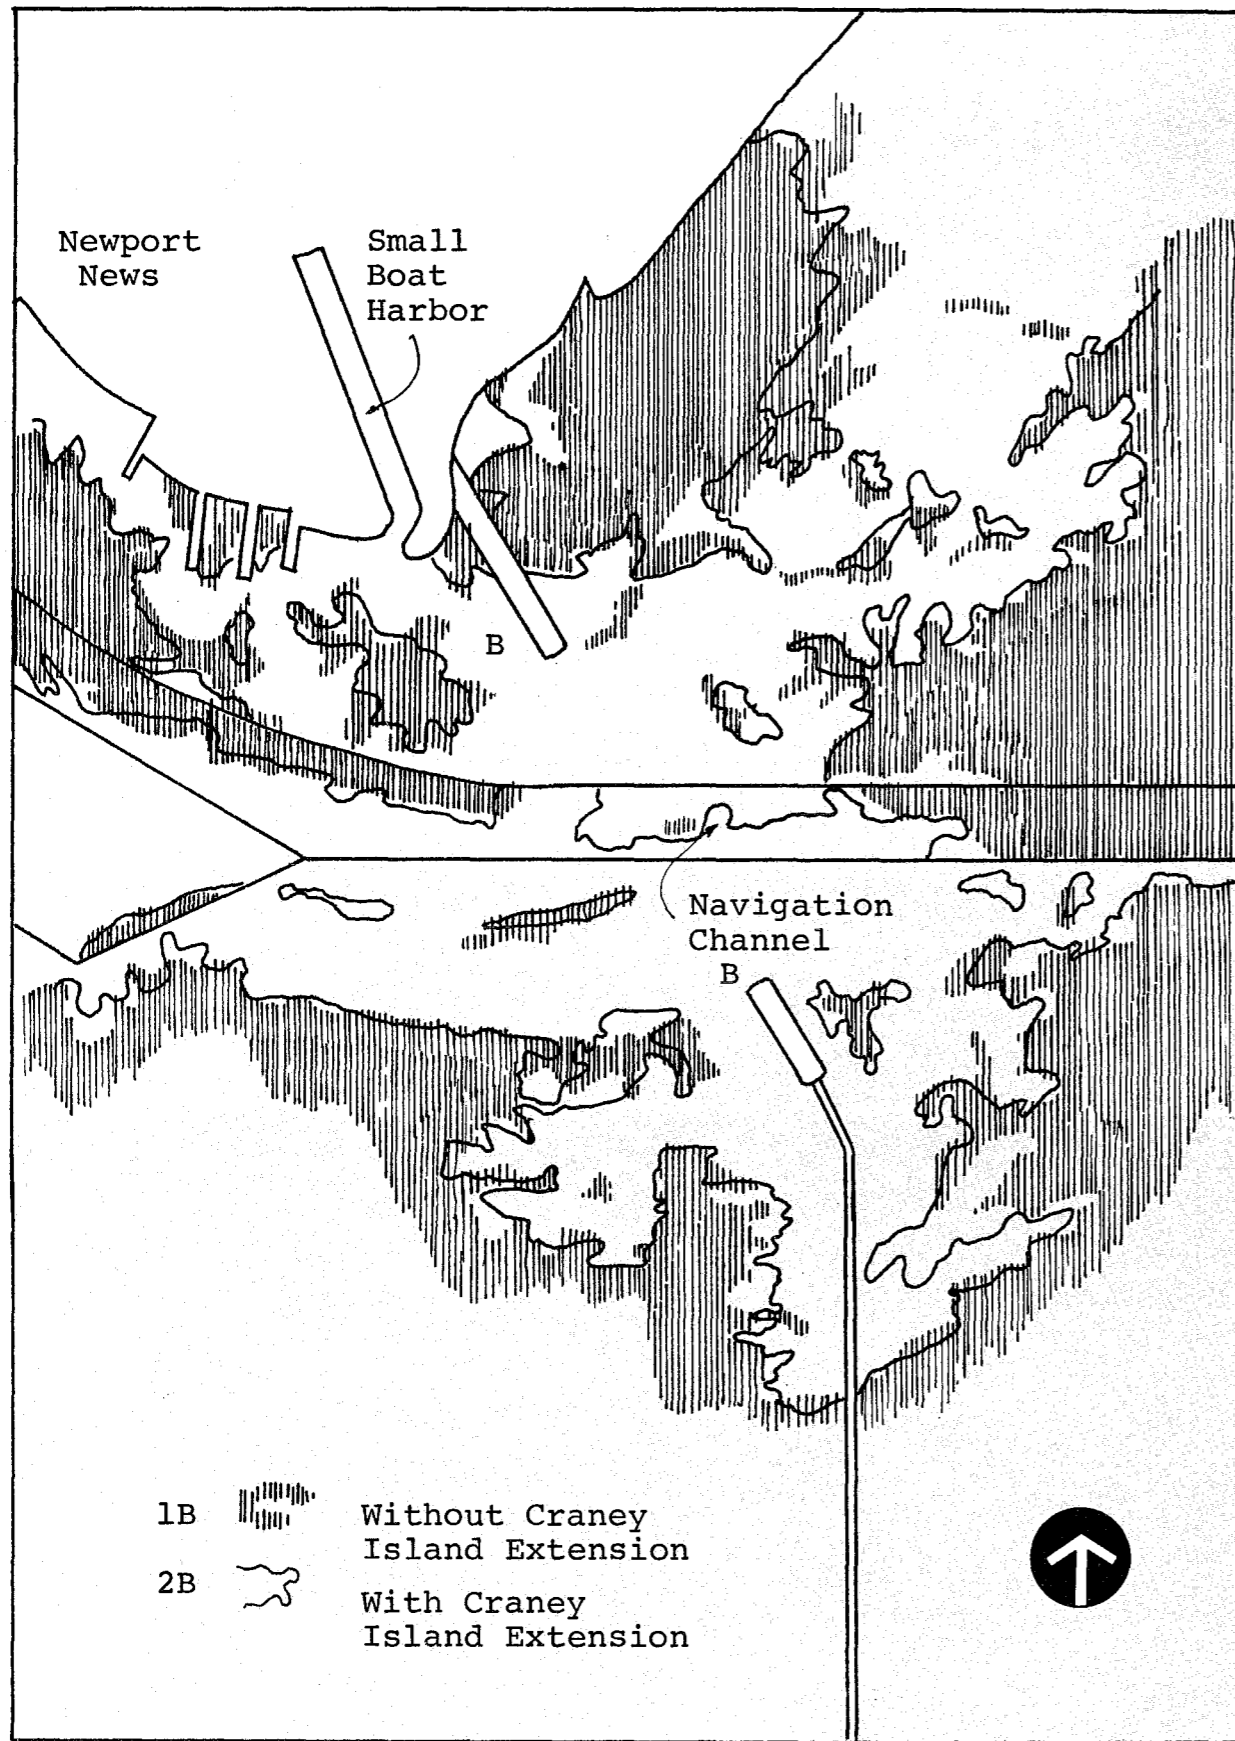 Newport
News
Small
Boat
Harbor
B
Navigation
Channel
B
1B
Without Craney
Island Extension
2B
With Craney
Island Extension